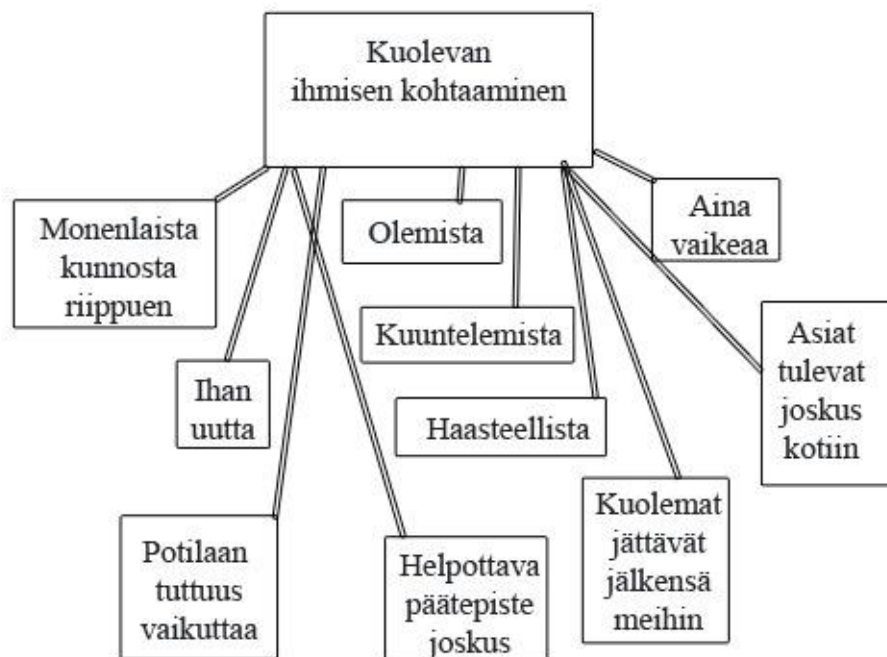 Kuolevan
ihmisen kohtaaminen
Monenlaista
kunnosta
riippuen
Olemista
Aina
vaikeaa
Kuuntelemista
Asiat
tulevat
joskus
kotiin
Ihan
uutta
Haasteellista
Potilaan
tuttuus
vaikuttaa
Helpottava
päätepiste
joskus
Kuolemat
jättävät
jälkensä
meihin